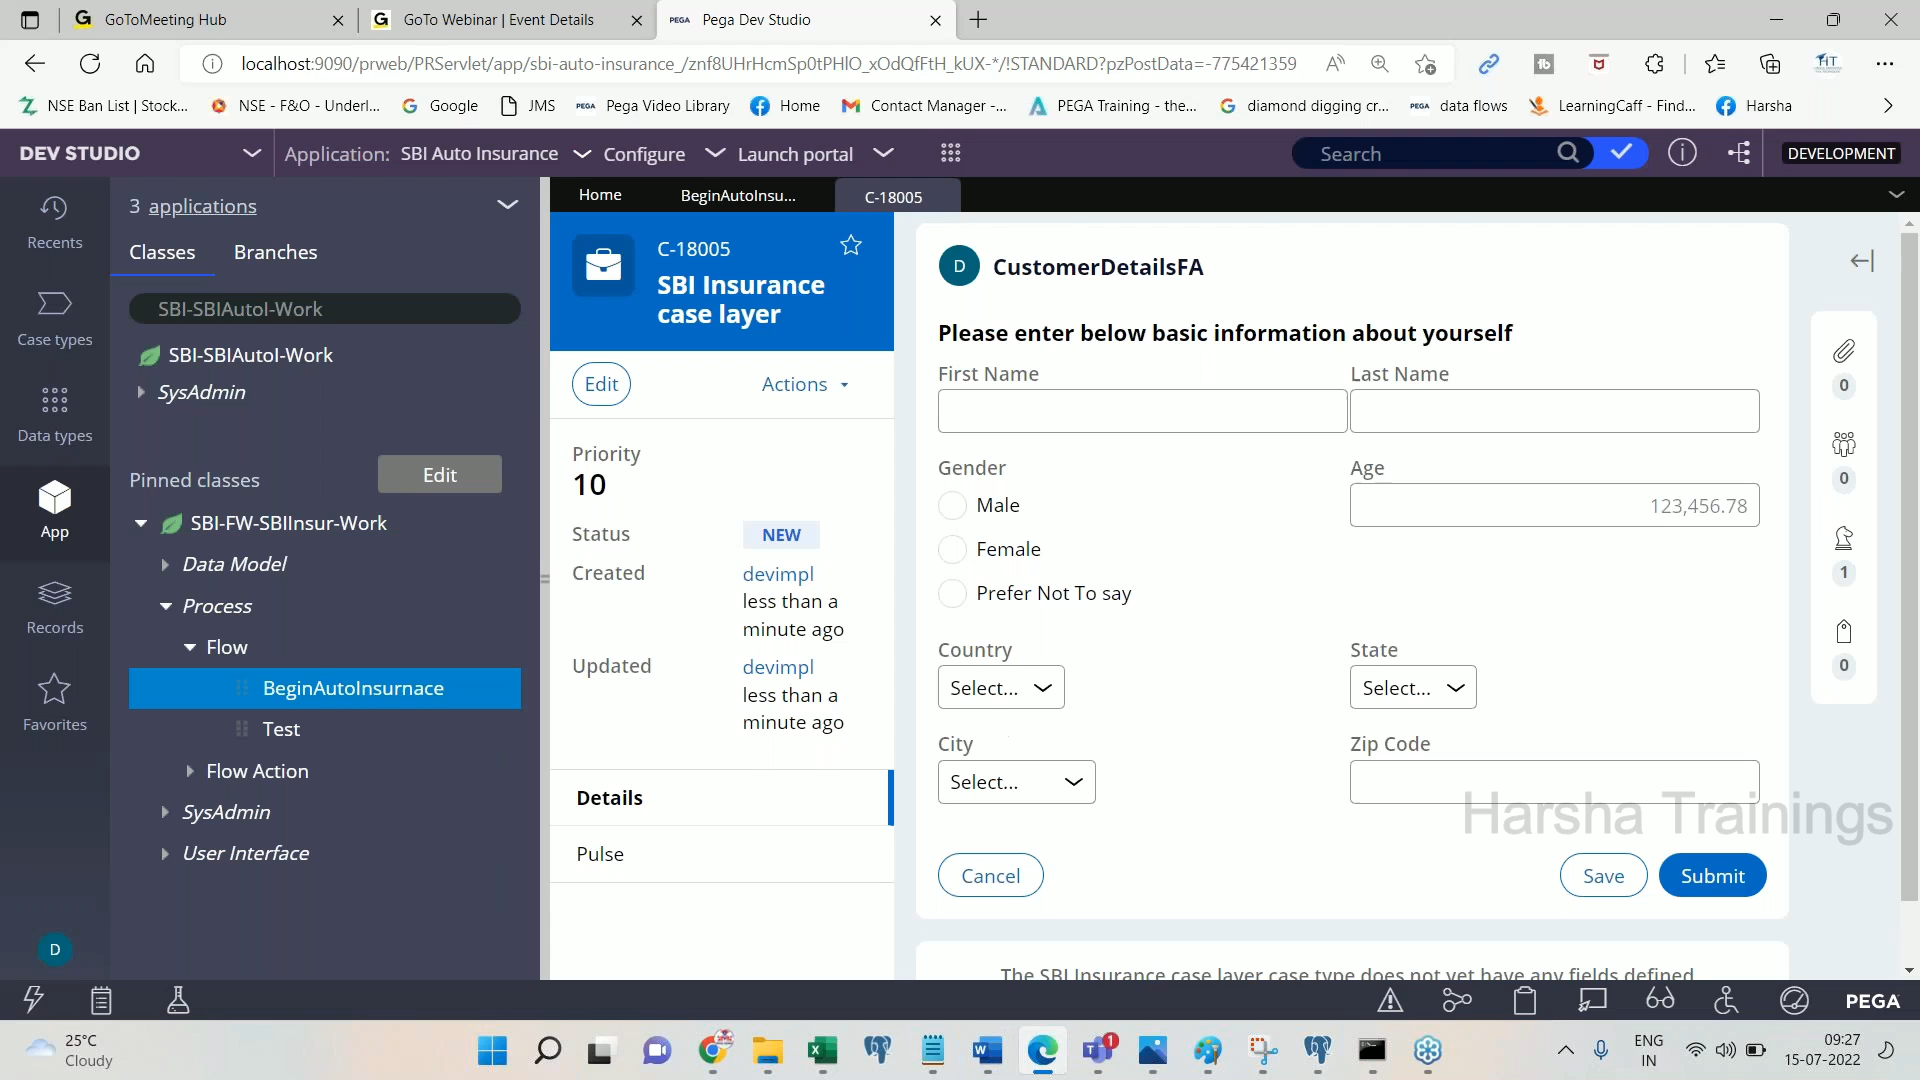 GoToMeeting Hub
GoTo Webinar | Event Details
PEGA Pega Dev Studio
localhost:9090/prweb/PRServlet/app/sbi-auto-insurance_/znf8UHrHcmSp0tPHlO_xOdQfFtH_kUX-*/!STANDARD?pzPostData=-775421359
NSE Ban List | Stock...
NSE - F&O - Underl...
Google
JMS
PEGA Pega Video Library
Home
Contact Manager -...
PEGA Training - the...
diamond digging cr...
PEGA data flows
LearningCaff - Find...
Harsha
DEV STUDIO
Application: SBI Auto Insurance
Configure
Launch portal
Search
DEVELOPMENT
Recents
Case types
Data types
App
Records
Favorites
D
3 applications
Classes
Branches
SBI-SBIAutoI-Work
SBI-SBIAutoI-Work
SysAdmin
Pinned classes
Edit
SBI-FW-SBIInsur-Work
Data Model
Process
Flow
BeginAutoInsurnace
Test
Flow Action
SysAdmin
User Interface
Home
BeginAutoInsu...
C-18005
C-18005
SBI Insurance
case layer
Edit
Actions
Priority
10
Status NEW
Created devimpl
less than a
minute ago
Updated devimpl
less than a
minute ago
Details
Pulse
D CustomerDetailsFA
Please enter below basic information about yourself
First Name
Last Name
Gender
Age
Male
123,456.78
Female
Prefer Not To say
Country
State
Select...
Select...
City
Zip Code
Select...
Harsha Trainings
Cancel
Save
Submit
The SBI Insurance case layer case type does not yet have any fields defined
0
0
1
0
PEGA
25°C
Cloudy
1
ENG
IN
09:27
15-07-2022